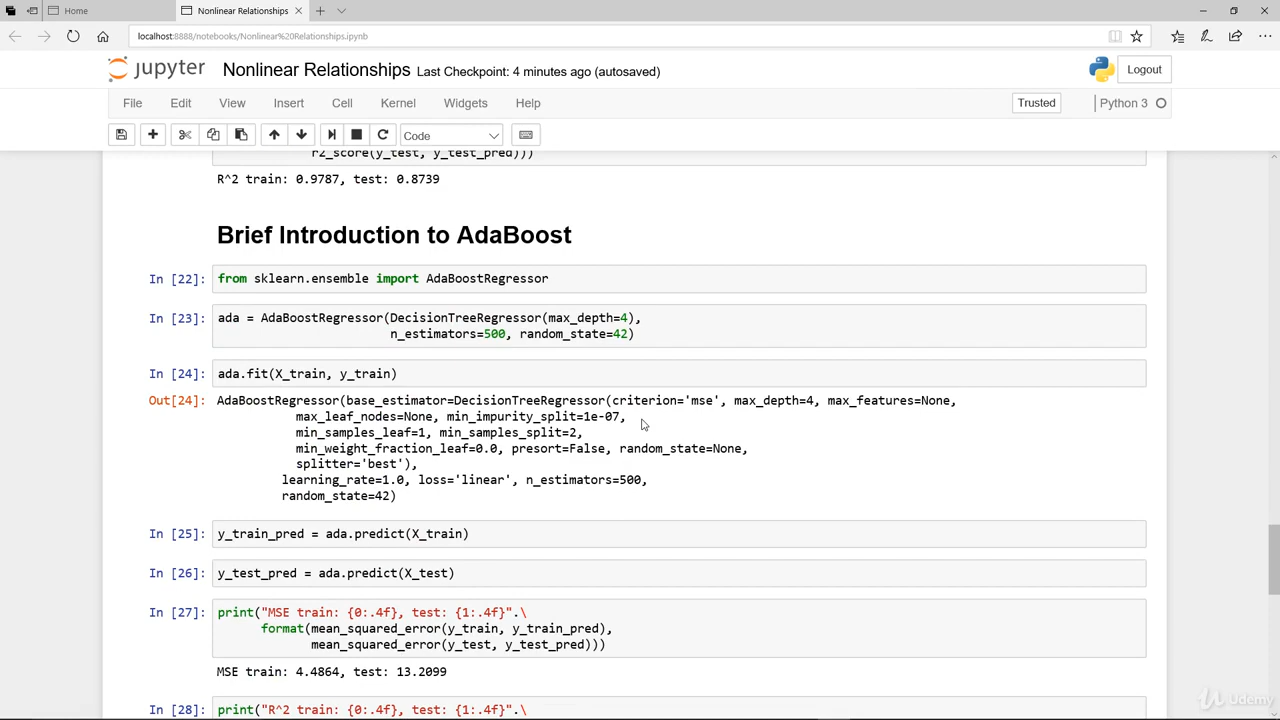 Home
Nonlinear Relationships
localhost:8888/notebooks/Nonlinear%20Relationships.ipynb
jupyter Nonlinear Relationships Last Checkpoint: 4 minutes ago (autosaved)
Logout
File Edit View Insert Cell Kernel Widgets Help
Trusted
Python 3
Code
r2_score(y_test, y_test_pred)))
R^2 train: 0.9787, test: 0.8739
Brief Introduction to AdaBoost
In [22]: from sklearn.ensemble import AdaBoostRegressor
In [23]: ada = AdaBoostRegressor(DecisionTreeRegressor(max_depth=4),
n_estimators=500, random_state=42)
In [24]: ada.fit(X_train, y_train)
Out[24]: AdaBoostRegressor(base_estimator=DecisionTreeRegressor(criterion='mse', max_depth=4, max_features=None,
max_leaf_nodes=None, min_impurity_split=1e-07,
min_samples_leaf=1, min_samples_split=2,
min_weight_fraction_leaf=0.0, presort=False, random_state=None,
splitter='best'),
learning_rate=1.0, loss='linear', n_estimators=500,
random_state=42)
In [25]: y_train_pred = ada.predict(X_train)
In [26]: y_test_pred = ada.predict(X_test)
In [27]: print("MSE train: {0:.4f}, test: {1:.4f}".\
format(mean_squared_error(y_train, y_train_pred),
mean_squared_error(y_test, y_test_pred)))
MSE train: 4.4864, test: 13.2099
In [28]: print("R^2 train: {0:.4f}, test: {1:.4f}".\
Udemy